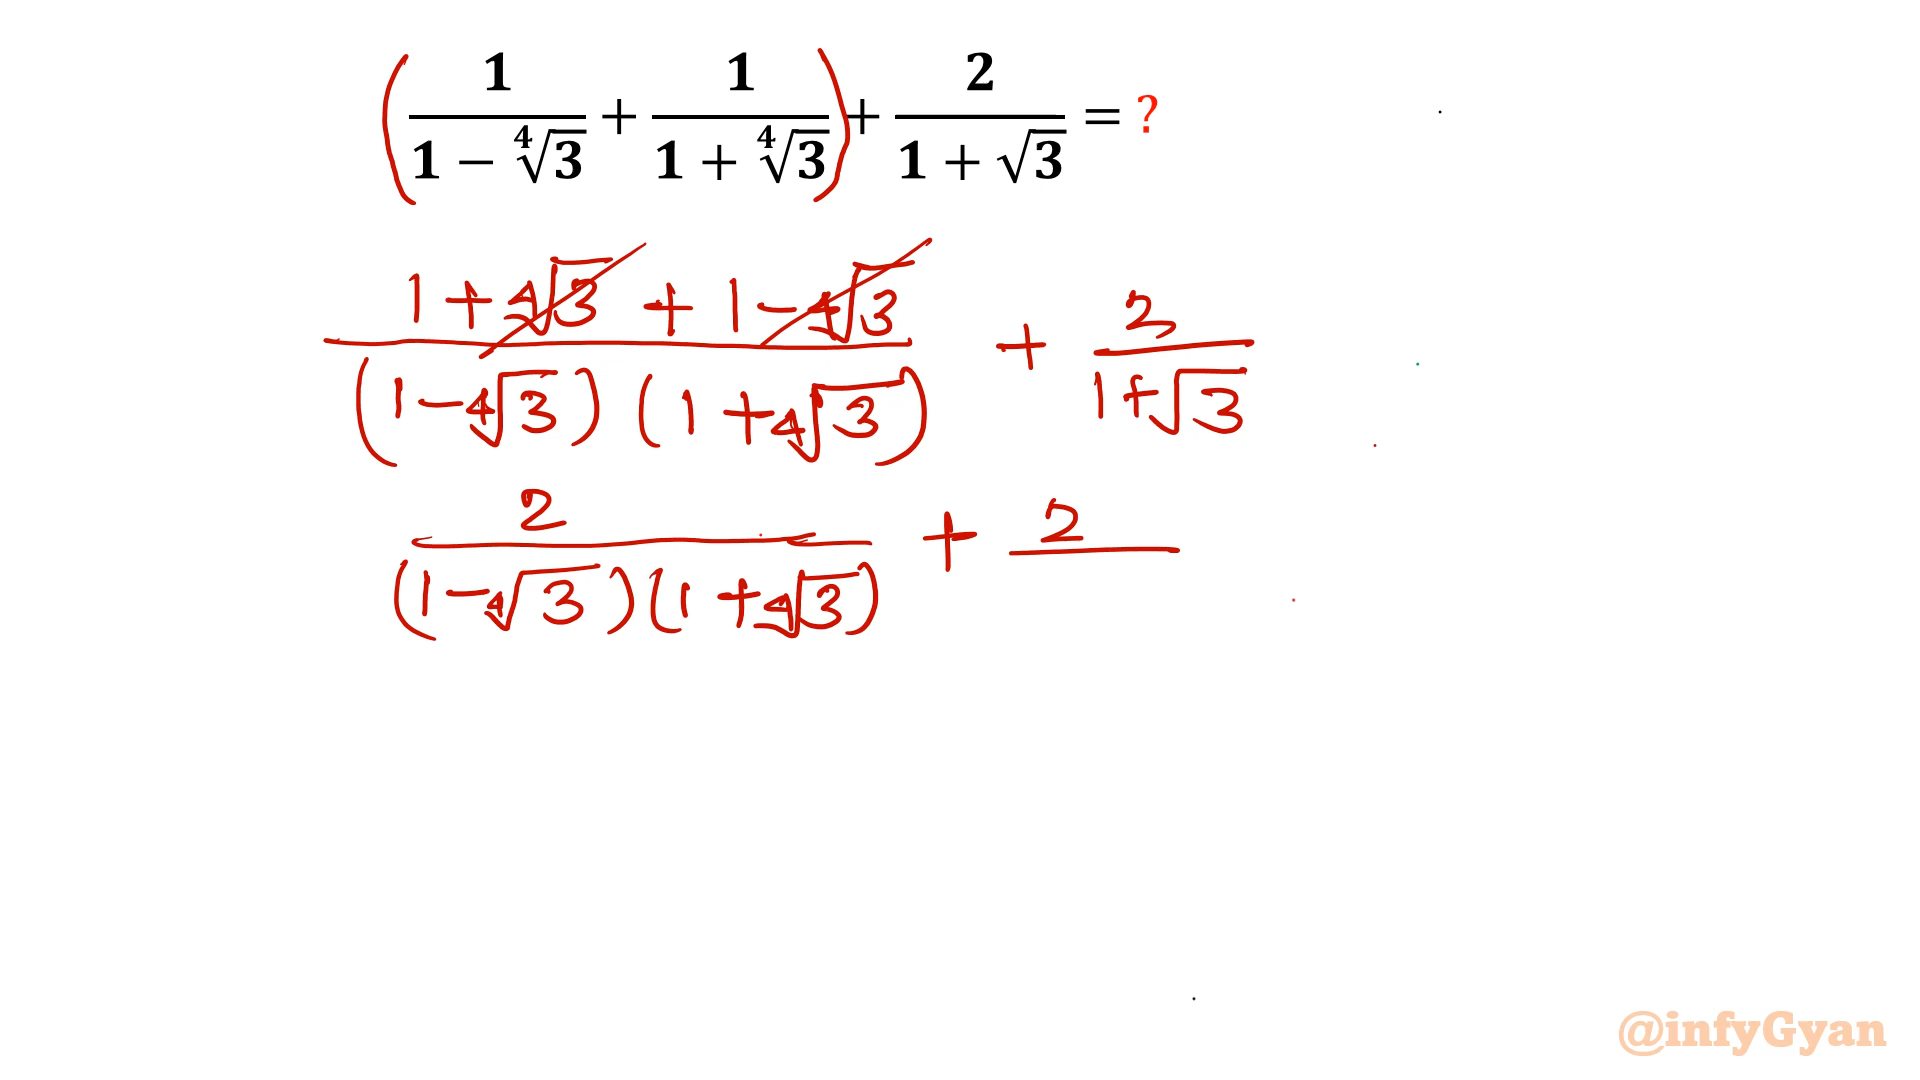 (1/(1 − ∜3) + 1/(1 + ∜3)) + 2/(1 + √3) = ?
(1 + ∜3 + 1 − ∜3)/((1 − ∜3)(1 + ∜3)) + 2/(1 + √3)
2/((1 − ∜3)(1 + ∜3)) + 2/
@infyGyan